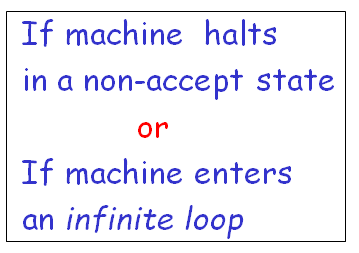 If machine halts
in a non-accept state
or
If machine enters
an infinite loop